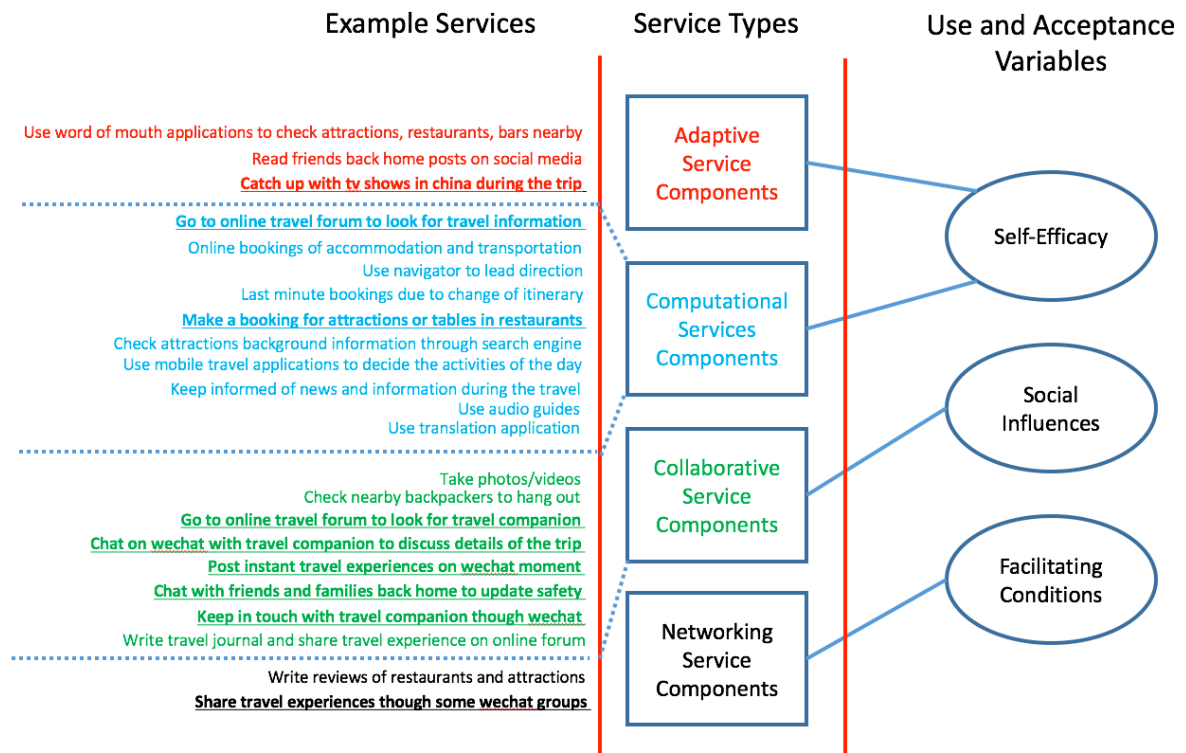 Example Services
Service Types
Use and Acceptance
Variables
Use word of mouth applications to check attractions, restaurants, bars nearby
Read friends back home posts on social media
Catch up with tv shows in china during the trip
Go to online travel forum to look for travel information
Online bookings of accommodation and transportation
Use navigator to lead direction
Last minute bookings due to change of itinerary
Make a booking for attractions or tables in restaurants
Check attractions background information through search engine
Use mobile travel applications to decide the activities of the day
Keep informed of news and information during the travel
Use audio guides
Use translation application
Take photos/videos
Check nearby backpackers to hang out
Go to online travel forum to look for travel companion
Chat on wechat with travel companion to discuss details of the trip
Post instant travel experiences on wechat moment
Chat with friends and families back home to update safety
Keep in touch with travel companion though wechat
Write travel journal and share travel experience on online forum
Write reviews of restaurants and attractions
Share travel experiences though some wechat groups
Adaptive
Service
Components
Computational
Services
Components
Collaborative
Service
Components
Networking
Service
Components
Self-Efficacy
Social
Influences
Facilitating
Conditions